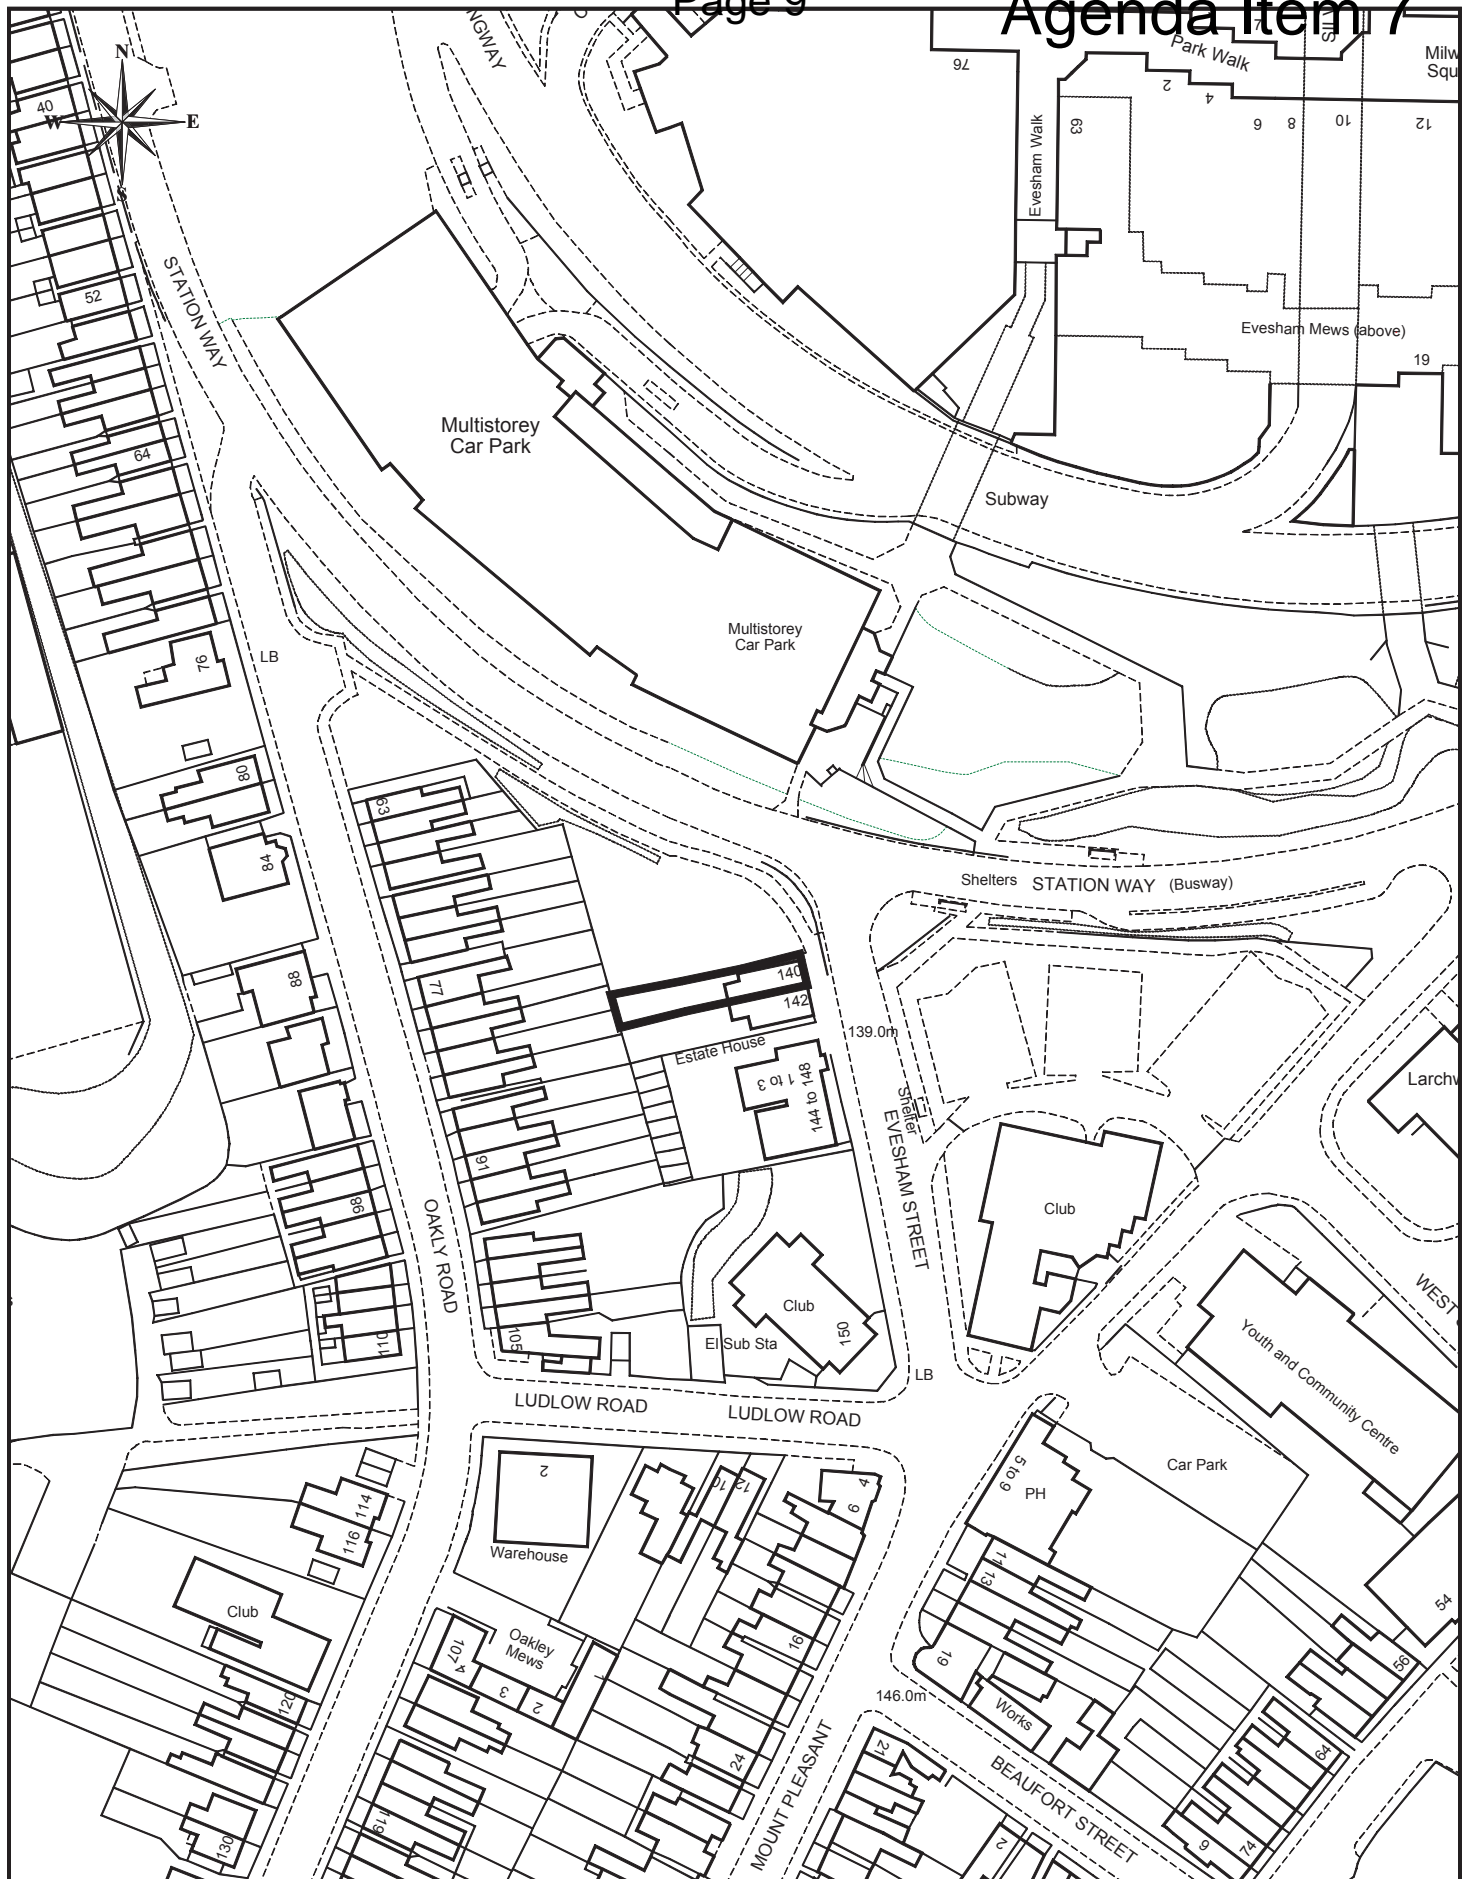 Page 9
Agenda Item 7
NGWAY
N
W
E
S
40
76
Park Walk
2
4
6
8
10
12
Milw
Squ
63
Evesham Walk
STATION WAY
52
Evesham Mews (above)
19
Multistorey
Car Park
64
Subway
Multistorey
Car Park
76
LB
80
63
84
Shelters
STATION WAY
(Busway)
88
77
140
142
139.0m
Estate House
1 to 3
144 to 148
Shelter
Larchw
EVESHAM STREET
91
98
OAKLY ROAD
Club
Club
150
WEST
110
105
El Sub Sta
Youth and Community Centre
LB
LUDLOW ROAD
LUDLOW ROAD
2
Warehouse
10
12
4
6
5 to 9
PH
Car Park
114
116
11
13
Club
54
107
4
Oakley
Mews
3
2
1
16
19
56
120
146.0m
Works
24
21
64
MOUNT PLEASANT
BEAUFORT STREET
130
119
2
9
74